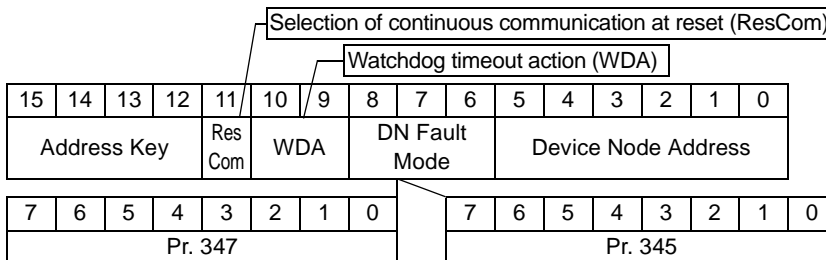 Selection of continuous communication at reset (ResCom)
Watchdog timeout action (WDA)
15 14 13 12 11 10 9 8 7 6 5 4 3 2 1 0
Address Key Res Com WDA DN Fault Mode Device Node Address
7 6 5 4 3 2 1 0 7 6 5 4 3 2 1 0
Pr. 347 Pr. 345